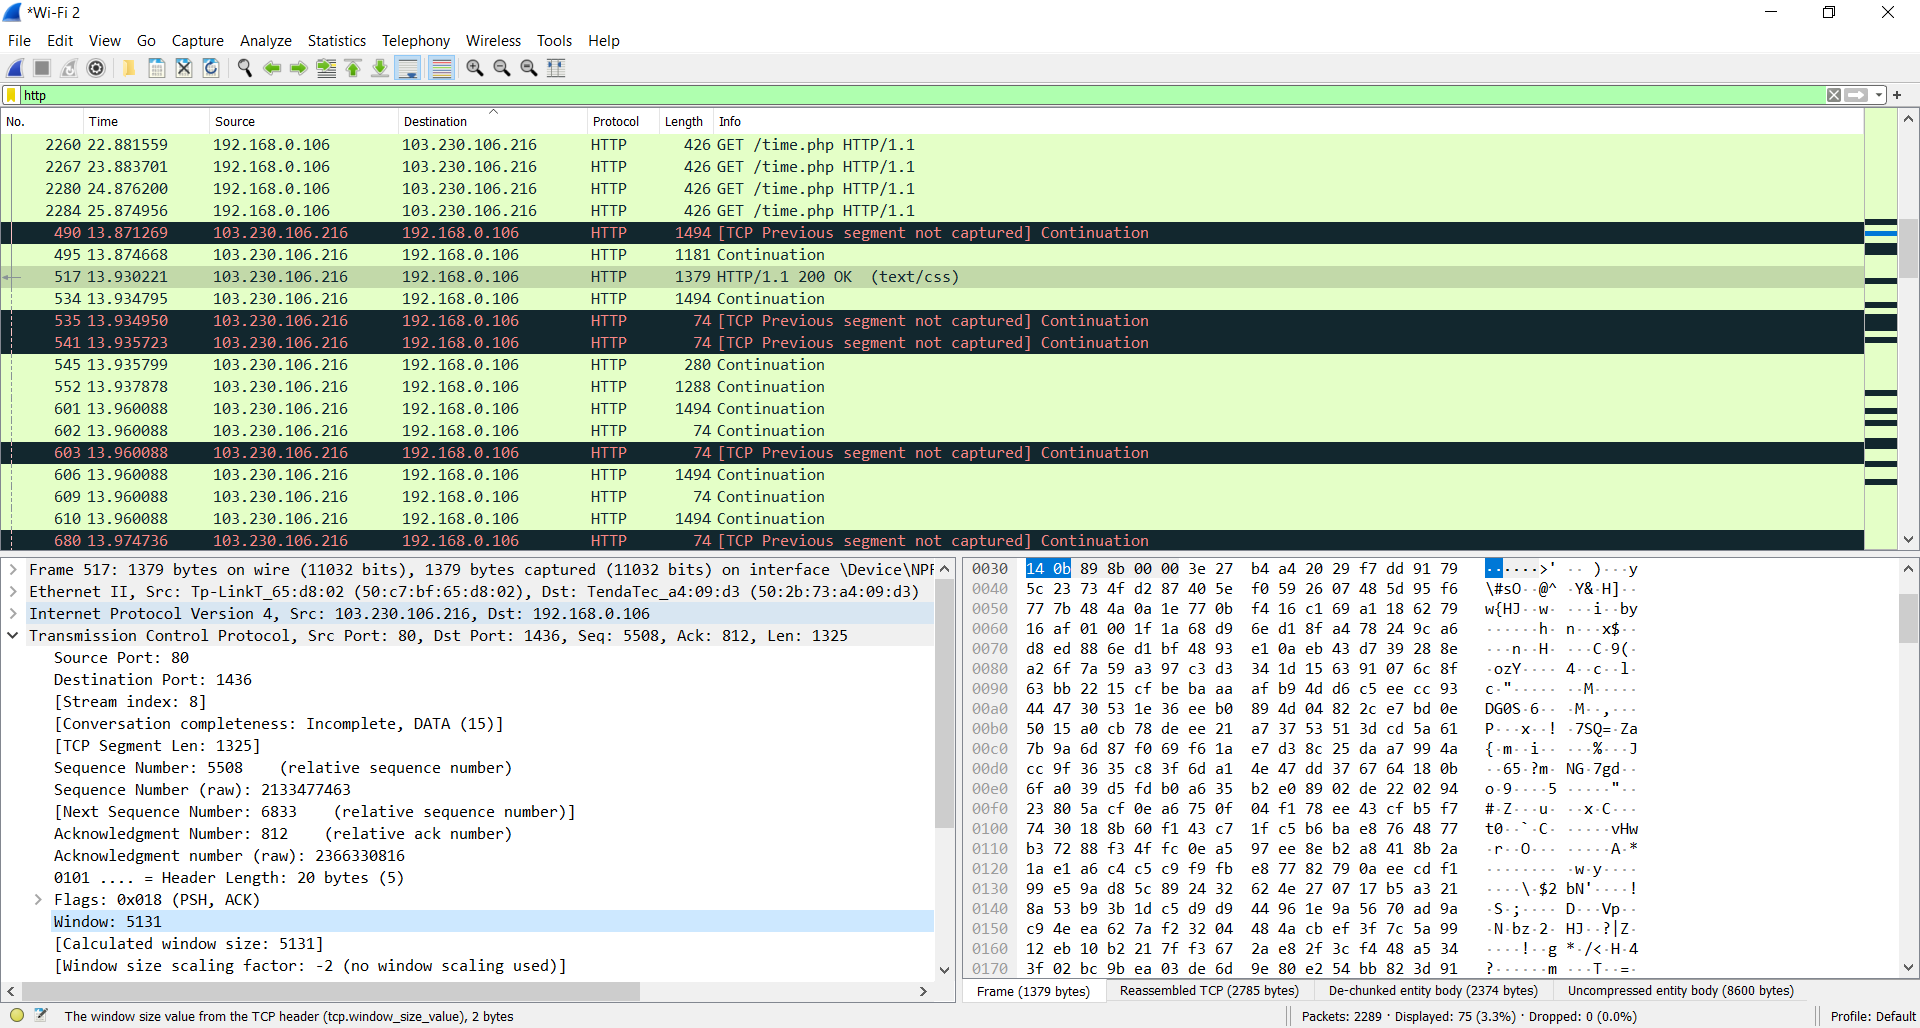 *Wi-Fi 2
File Edit View Go Capture Analyze Statistics Telephony Wireless Tools Help
http
No. Time Source Destination Protocol Length Info
2260 22.881559 192.168.0.106 103.230.106.216 HTTP 426 GET /time.php HTTP/1.1
2267 23.883701 192.168.0.106 103.230.106.216 HTTP 426 GET /time.php HTTP/1.1
2280 24.876200 192.168.0.106 103.230.106.216 HTTP 426 GET /time.php HTTP/1.1
2284 25.874956 192.168.0.106 103.230.106.216 HTTP 426 GET /time.php HTTP/1.1
490 13.871269 103.230.106.216 192.168.0.106 HTTP 1494 [TCP Previous segment not captured] Continuation
495 13.874668 103.230.106.216 192.168.0.106 HTTP 1181 Continuation
517 13.930221 103.230.106.216 192.168.0.106 HTTP 1379 HTTP/1.1 200 OK (text/css)
534 13.934795 103.230.106.216 192.168.0.106 HTTP 1494 Continuation
535 13.934950 103.230.106.216 192.168.0.106 HTTP 74 [TCP Previous segment not captured] Continuation
541 13.935723 103.230.106.216 192.168.0.106 HTTP 74 [TCP Previous segment not captured] Continuation
545 13.935799 103.230.106.216 192.168.0.106 HTTP 280 Continuation
552 13.937878 103.230.106.216 192.168.0.106 HTTP 1288 Continuation
601 13.960088 103.230.106.216 192.168.0.106 HTTP 1494 Continuation
602 13.960088 103.230.106.216 192.168.0.106 HTTP 74 Continuation
603 13.960088 103.230.106.216 192.168.0.106 HTTP 74 [TCP Previous segment not captured] Continuation
606 13.960088 103.230.106.216 192.168.0.106 HTTP 1494 Continuation
609 13.960088 103.230.106.216 192.168.0.106 HTTP 74 Continuation
610 13.960088 103.230.106.216 192.168.0.106 HTTP 1494 Continuation
680 13.974736 103.230.106.216 192.168.0.106 HTTP 74 [TCP Previous segment not captured] Continuation
Frame 517: 1379 bytes on wire (11032 bits), 1379 bytes captured (11032 bits) on interface \Device\NPF
Ethernet II, Src: Tp-LinkT_65:d8:02 (50:c7:bf:65:d8:02), Dst: TendaTec_a4:09:d3 (50:2b:73:a4:09:d3)
Internet Protocol Version 4, Src: 103.230.106.216, Dst: 192.168.0.106
Transmission Control Protocol, Src Port: 80, Dst Port: 1436, Seq: 5508, Ack: 812, Len: 1325
Source Port: 80
Destination Port: 1436
[Stream index: 8]
[Conversation completeness: Incomplete, DATA (15)]
[TCP Segment Len: 1325]
Sequence Number: 5508 (relative sequence number)
Sequence Number (raw): 2133477463
[Next Sequence Number: 6833 (relative sequence number)]
Acknowledgment Number: 812 (relative ack number)
Acknowledgment number (raw): 2366330816
0101 .... = Header Length: 20 bytes (5)
Flags: 0x018 (PSH, ACK)
Window: 5131
[Calculated window size: 5131]
[Window size scaling factor: -2 (no window scaling used)]
0030 14 0b 89 8b 00 00 3e 27 b4 a4 20 29 f7 dd 91 79 ······>' ·· )···y
0040 5c 23 73 4f d2 87 40 5e f0 59 26 07 48 5d 95 f6 \#sO··@^ ·Y&·H]··
0050 77 7b 48 4a 0a 1e 77 0b f4 16 c1 69 a1 18 62 79 w{HJ··w· ···i··by
0060 16 af 01 00 1f 1a 68 d9 6e d1 8f a4 78 24 9c a6 ······h· n···x$··
0070 d8 ed 88 6e d1 bf 48 93 e1 0a eb 43 d7 39 28 8e ···n··H· ···C·9(·
0080 a2 6f 7a 59 a3 97 c3 d3 34 1d 15 63 91 07 6c 8f ·ozY···· 4··c··l·
0090 63 bb 22 15 cf be ba aa af b9 4d d6 c5 ee cc 93 c·"····· ··M·····
00a0 44 47 30 53 1e 36 ee b0 89 4d 04 82 2c e7 bd 0e DG0S·6·· ·M··,···
00b0 50 15 a0 cb 78 de ee 21 a7 37 53 51 3d cd 5a 61 P···x··! ·7SQ=·Za
00c0 7b 9a 6d 87 f0 69 f6 1a e7 d3 8c 25 da a7 99 4a {·m··i·· ···%···J
00d0 cc 9f 36 35 c8 3f 6d a1 4e 47 dd 37 67 64 18 0b ··65·?m· NG·7gd··
00e0 6f a0 39 d5 fd b0 a6 35 b2 e0 89 02 de 22 02 94 o·9····5 ·····"··
00f0 23 80 5a cf 0e a6 75 0f 04 f1 78 ee 43 cf b5 f7 #·Z···u· ··x·C···
0100 74 30 18 8b 60 f1 43 c7 1f c5 b6 ba e8 76 48 77 t0··`·C· ·····vHw
0110 b3 72 88 f3 4f fc 0e a5 97 ee 8e b2 a8 41 8b 2a ·r··O··· ·····A·*
0120 1a e1 a6 c4 c5 c9 f9 fb e8 77 82 79 0a ee cd f1 ········ ·w·y····
0130 99 e5 9a d8 5c 89 24 32 62 4e 27 07 17 b5 a3 21 ····\·$2 bN'····!
0140 8a 53 b9 3b 1d c5 d9 d9 44 96 1e 9a 56 70 ad 9a ·S·;···· D···Vp··
0150 c9 4e ea 62 7a f2 32 04 48 4a cb ef 3f 7c 5a 99 ·N·bz·2· HJ··?|Z·
0160 12 eb 10 b2 21 7f f3 67 2a e8 2f 3c f4 48 a5 34 ····!··g *·/<·H·4
0170 3f 02 bc 9b ea 03 de 6d 9e 80 e2 54 bb 82 3d 91 ?······m ···T··=·
Frame (1379 bytes) Reassembled TCP (2785 bytes) De-chunked entity body (2374 bytes) Uncompressed entity body (8600 bytes)
The window size value from the TCP header (tcp.window_size_value), 2 bytes Packets: 2289 · Displayed: 75 (3.3%) · Dropped: 0 (0.0%) Profile: Default